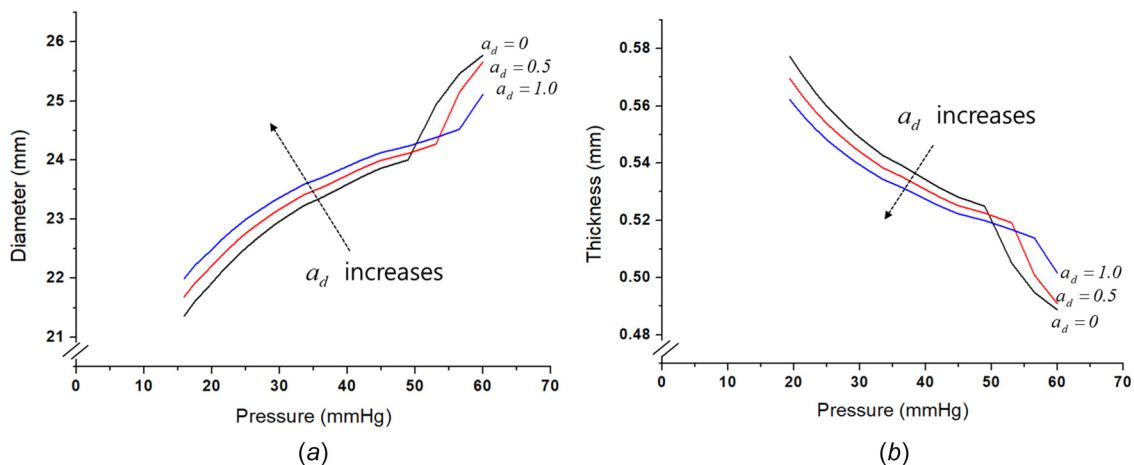 26
25
24
23
22
21
Diameter (mm)
0 10 20 30 40 50 60 70
Pressure (mmHg)
a_d = 0
a_d = 0.5
a_d = 1.0
a_d increases
(a)
0.58
0.56
0.54
0.52
0.50
0.48
Thickness (mm)
0 10 20 30 40 50 60 70
Pressure (mmHg)
a_d increases
a_d = 1.0
a_d = 0.5
a_d = 0
(b)